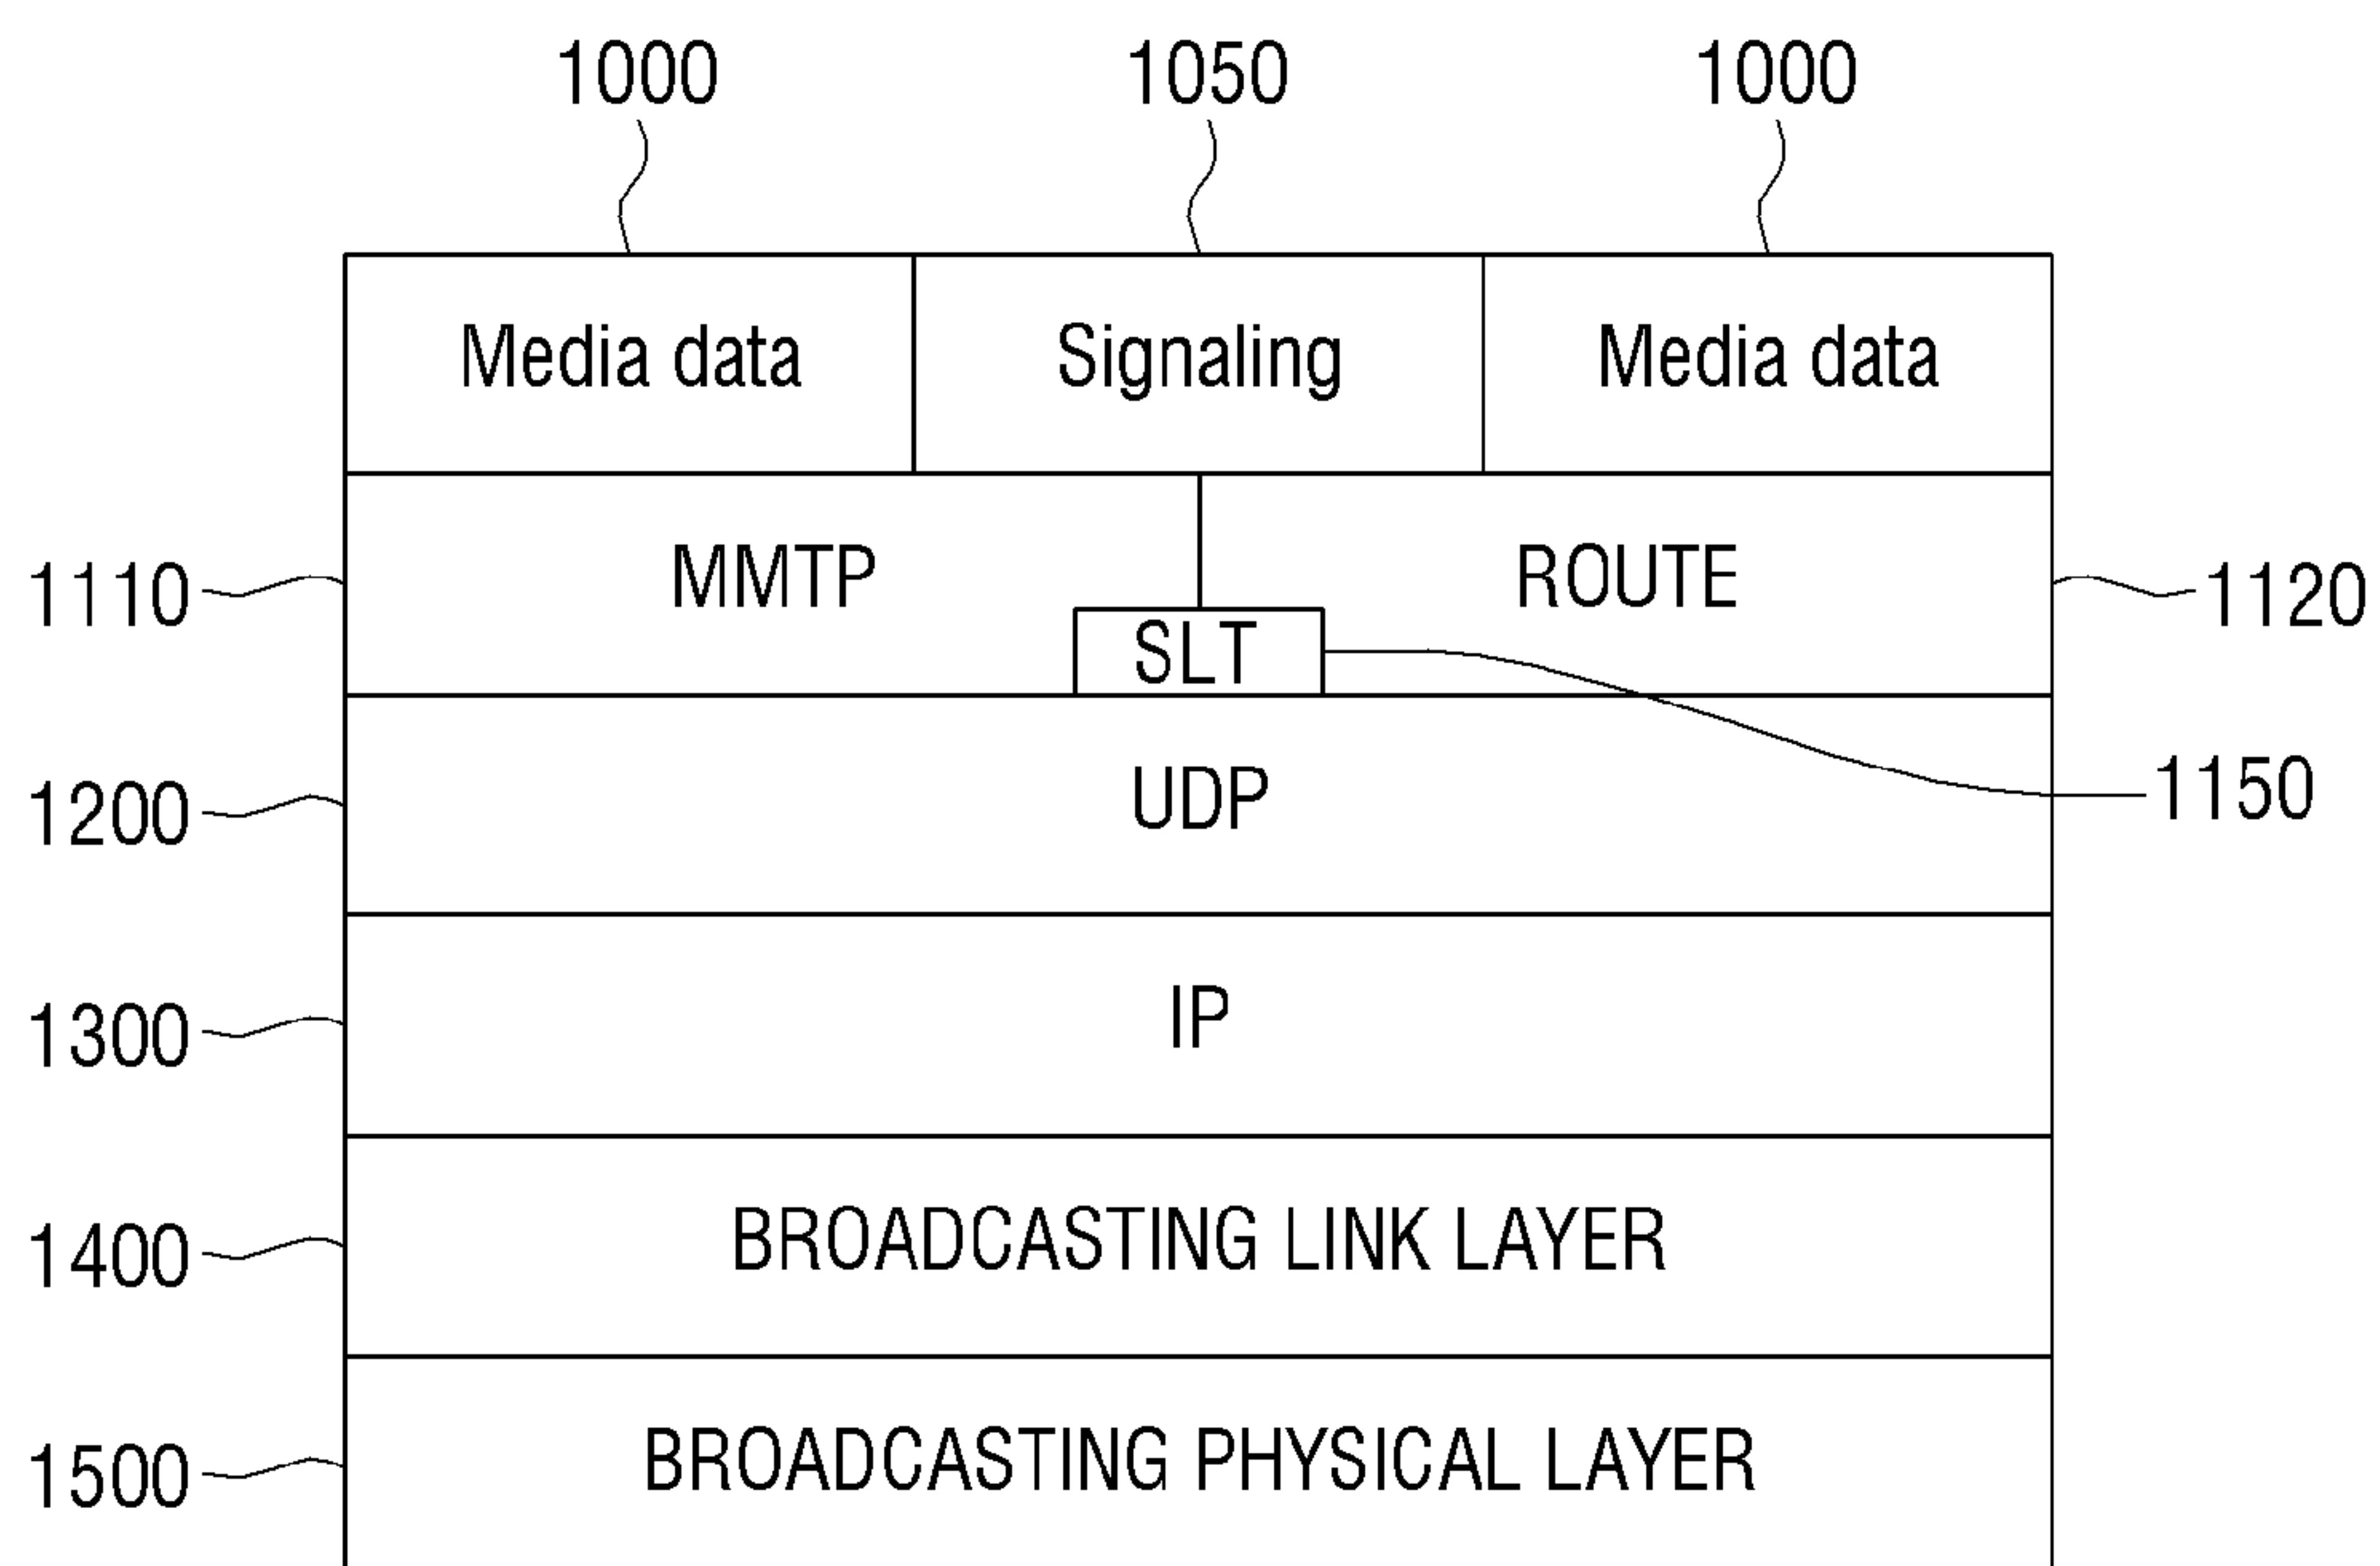 1000 1050 1000
Media data Signaling Media data
1110 MMTP ROUTE 1120
SLT
1200 UDP 1150
1300 IP
1400 BROADCASTING LINK LAYER
1500 BROADCASTING PHYSICAL LAYER